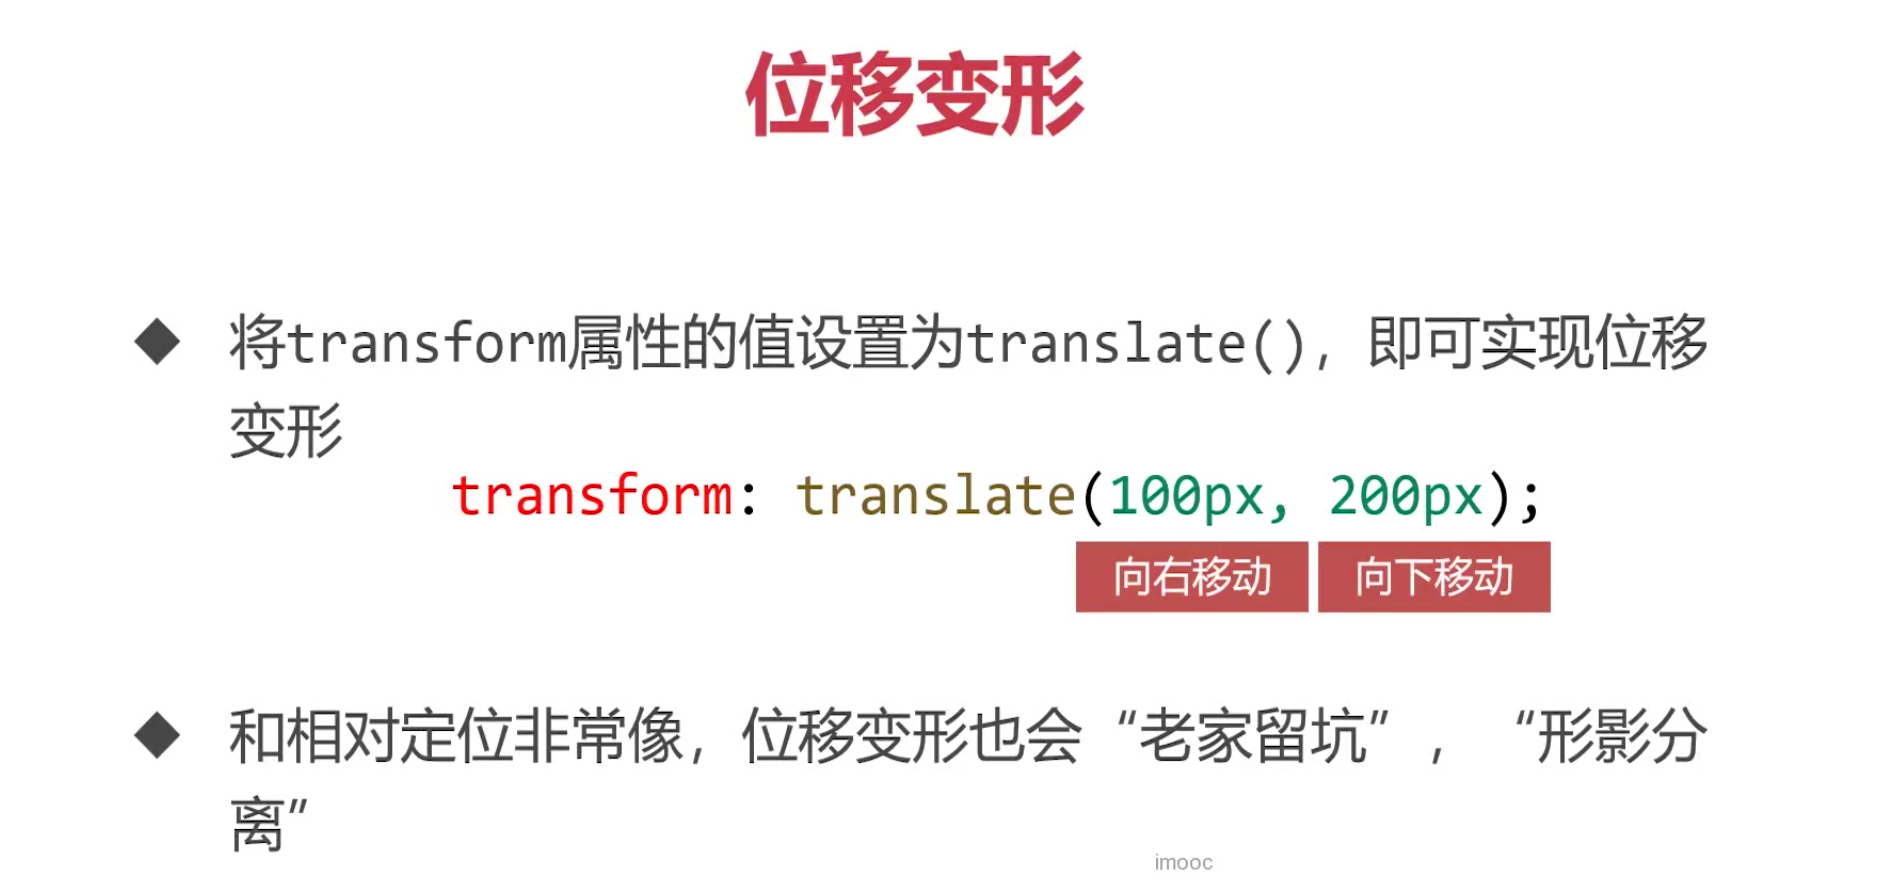 位移变形
◆ 将transform属性的值设置为translate()，即可实现位移
变形
transform: translate(100px, 200px);
向右移动 向下移动
◆ 和相对定位非常像，位移变形也会“老家留坑”，“形影分
离”
imooc